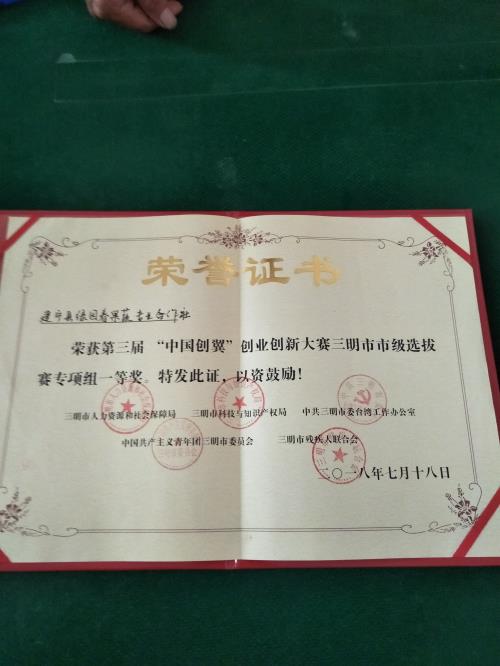 荣誉证书
建宁县绿园春果蔬专业合作社
荣获第三届“中国创翼”创业创新大赛三明市市级选拔
赛专项组一等奖。特发此证，以资鼓励！
三明市人力资源和社会保障局 三明市科技与知识产权局 中共三明市委台湾工作办公室
中国共产主义青年团三明市委员会 三明市残疾人联合会
二〇一八年七月十八日